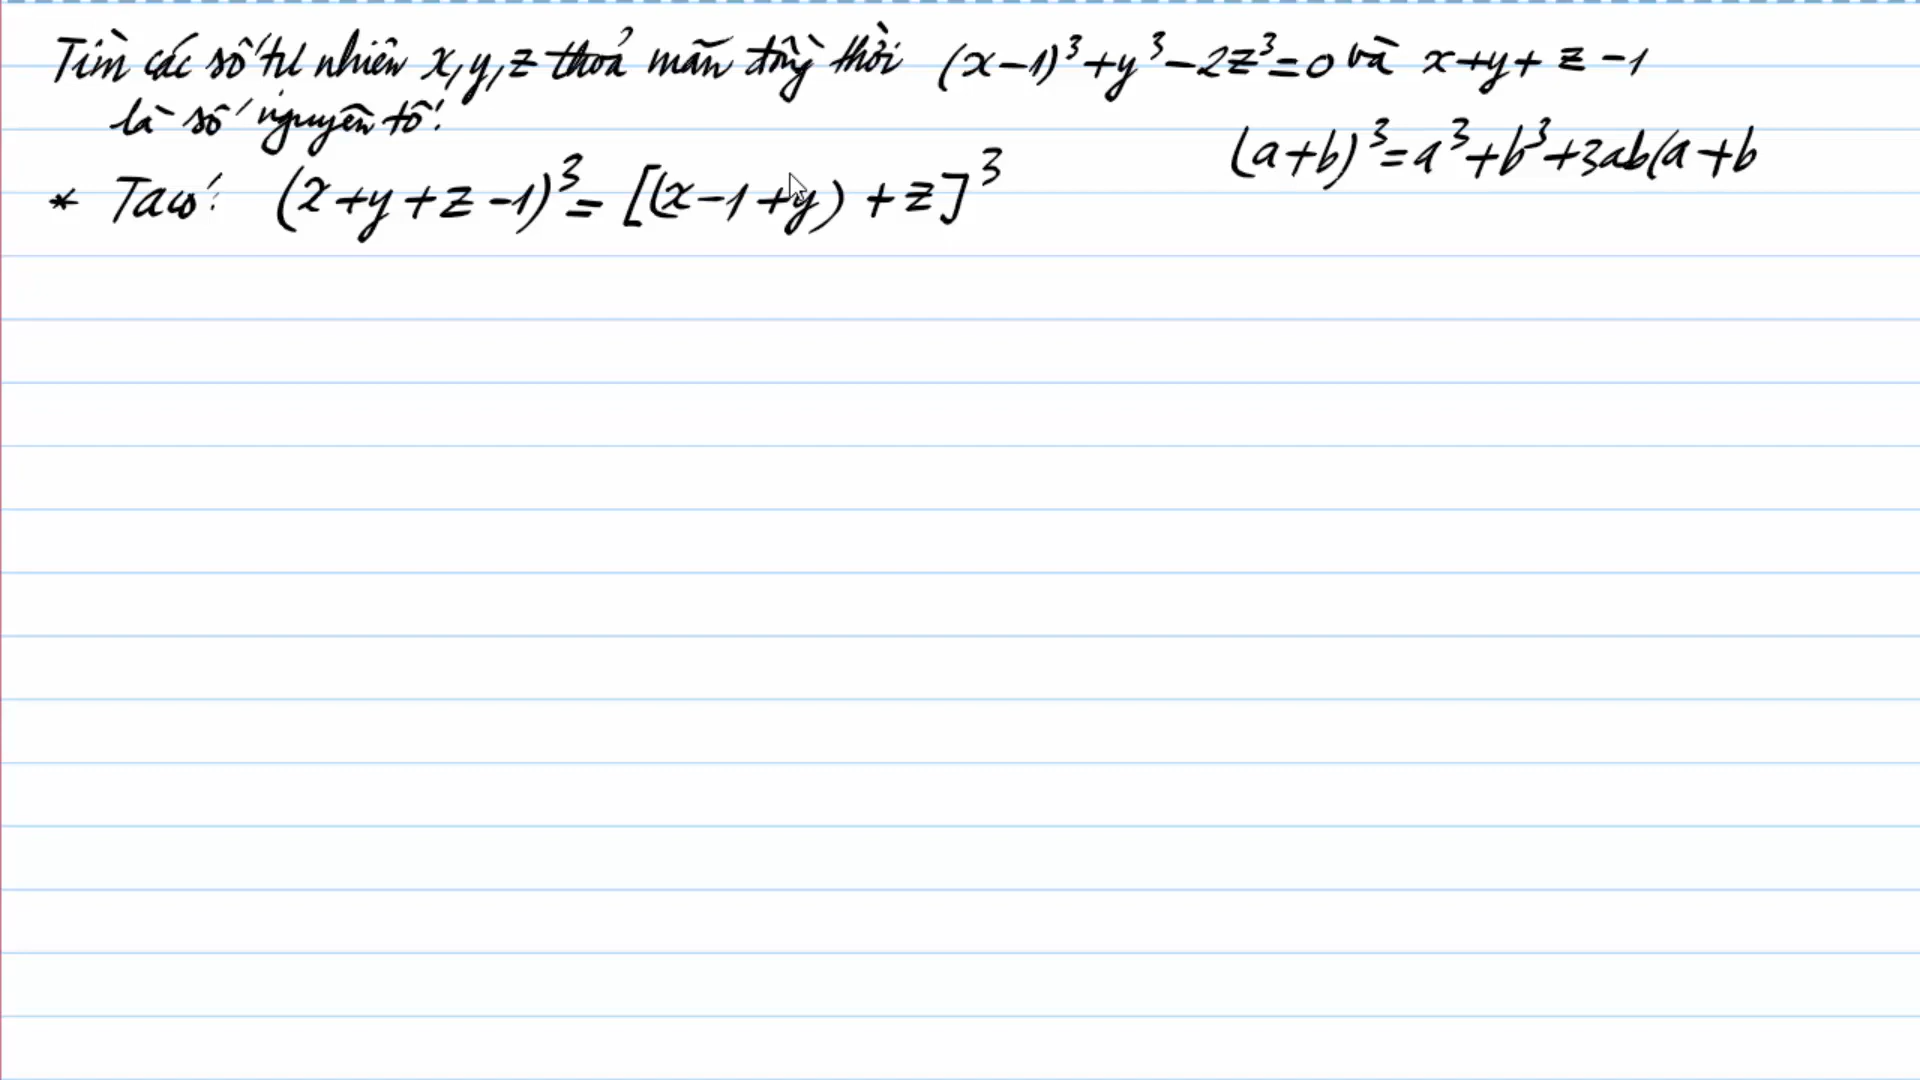 Tìm các số tự nhiên x, y, z thoả mãn đồng thời (x-1)³+y³-2z³=0 và x+y+z-1
là số nguyên tố!
(a+b)³=a³+b³+3ab(a+b
* Ta có: (x+y+z-1)³=[(x-1+y)+z]³